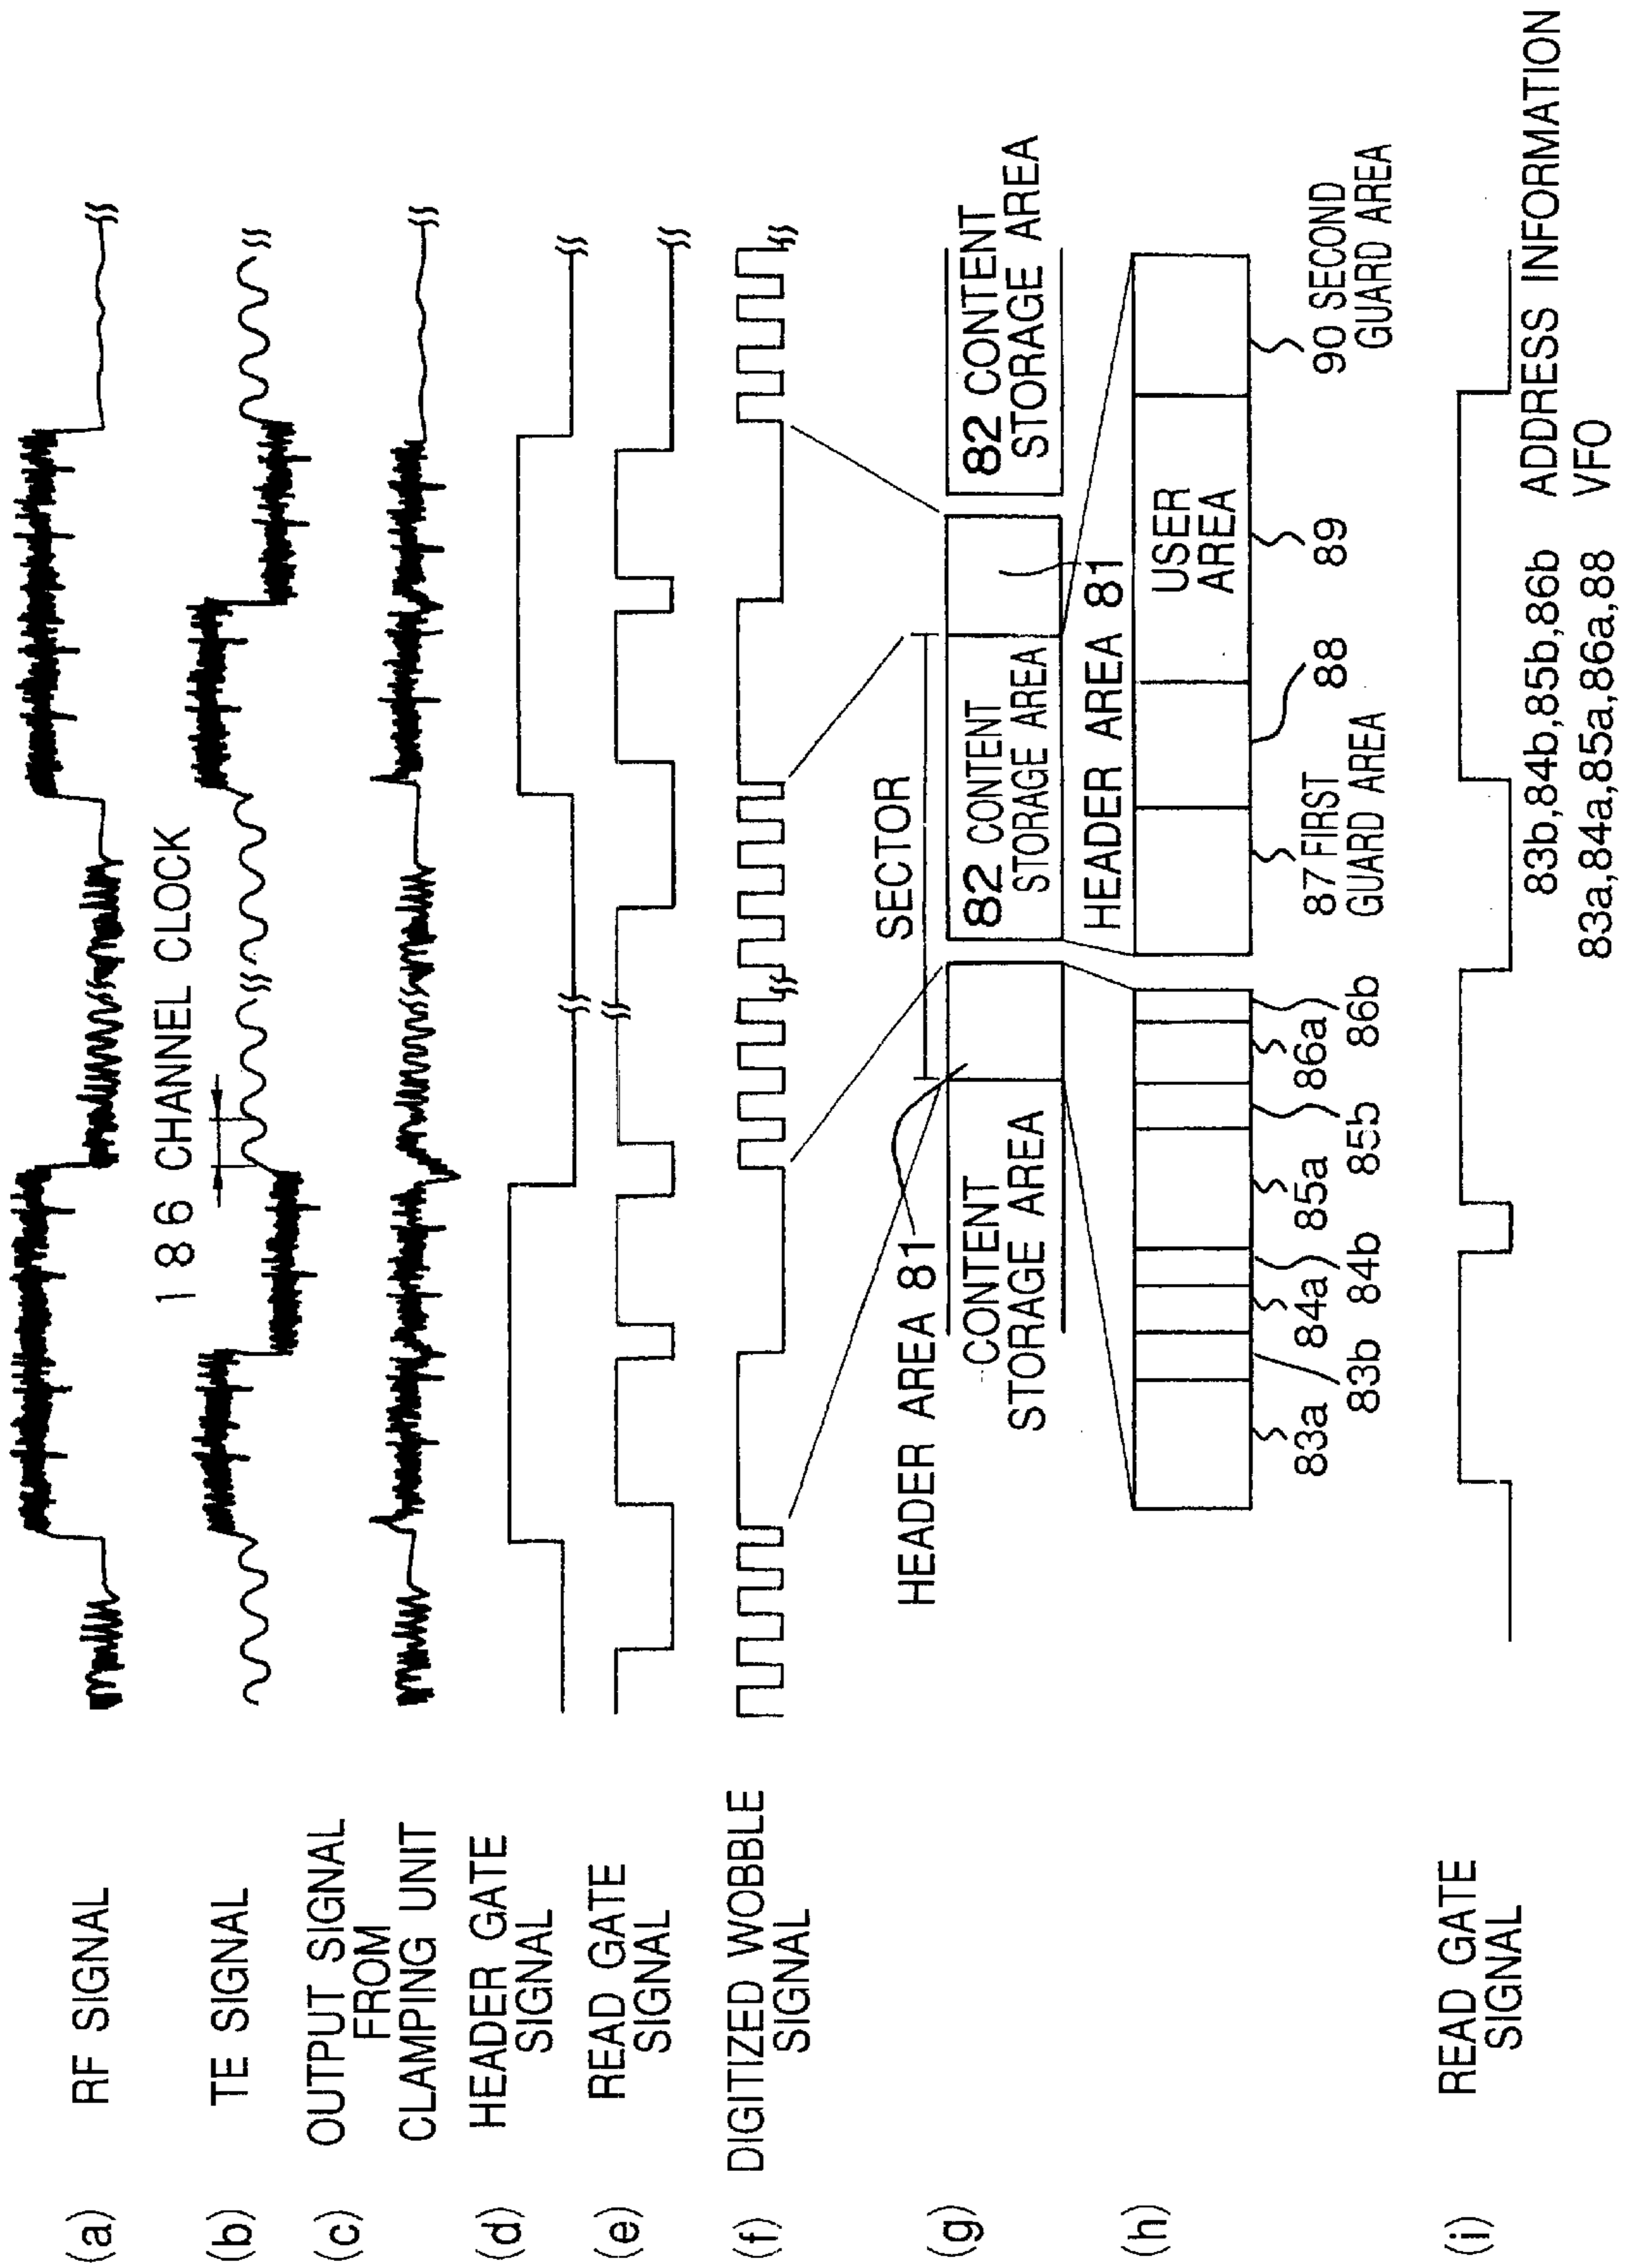 (a) RF SIGNAL
1 8 6 CHANNEL CLOCK
(b) TE SIGNAL
(c) OUTPUT SIGNAL
FROM
CLAMPING UNIT
(d) HEADER GATE
SIGNAL
(e) READ GATE
SIGNAL
(f) DIGITIZED WOBBLE
SIGNAL
(g)
HEADER AREA 81
CONTENT
STORAGE AREA
SECTOR
82 CONTENT
STORAGE AREA
HEADER AREA 81
82 CONTENT
STORAGE AREA
(h)
USER
AREA
83a
83b
84a
84b
85a
85b
86a
86b
87 FIRST
GUARD AREA
88
89
90 SECOND
GUARD AREA
(i) READ GATE
SIGNAL
83b,84b,85b,86b ADDRESS INFORMATION
83a,84a,85a,86a,88 VFO